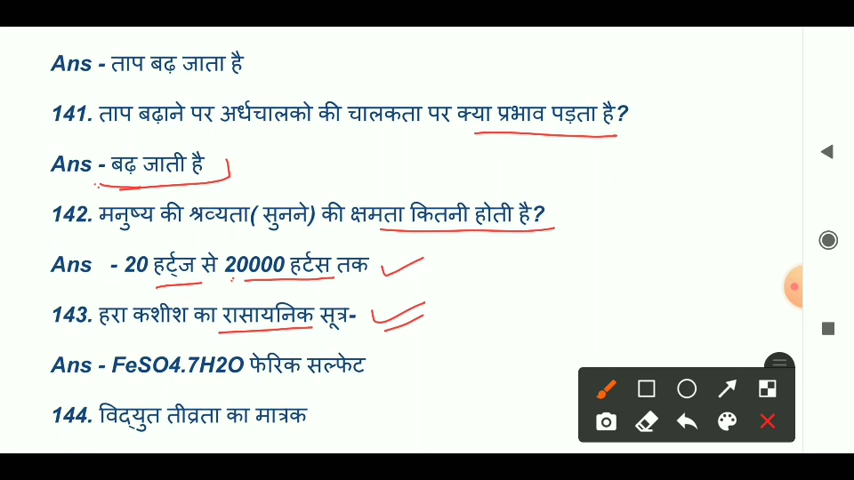 Ans - ताप बढ़ जाता है
141. ताप बढ़ाने पर अर्धचालको की चालकता पर क्या प्रभाव पड़ता है?
Ans - बढ़ जाती है
142. मनुष्य की श्रव्यता( सुनने) की क्षमता कितनी होती है?
Ans - 20 हर्ट्ज से 20000 हर्टस तक
143. हरा कशीश का रासायनिक सूत्र-
Ans - FeSO4.7H2O फेरिक सल्फेट
144. विद्युत तीव्रता का मात्रक